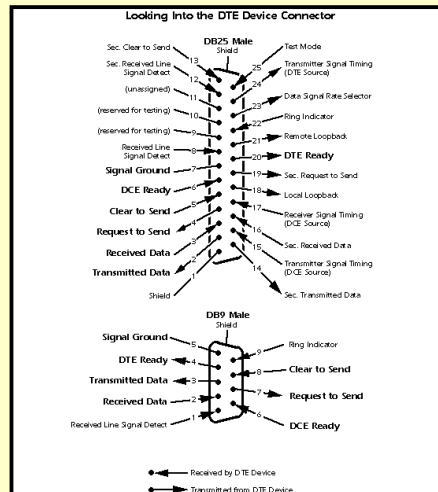 Looking Into the DTE Device Connector
DB25 Male
Shield
Sec. Clear to Send
13
Sec. Received Line
Signal Detect
12
(unassigned)
11
(reserved for testing)
10
(reserved for testing)
9
Received Line
Signal Detect
8
Signal Ground
7
DCE Ready
6
Clear to Send
5
Request to Send
4
Received Data
3
Transmitted Data
2
Shield
1
25
Test Mode
24
Transmitter Signal Timing
(DTE Source)
23
Data Signal Rate Selector
22
Ring Indicator
21
Remote Loopback
20
DTE Ready
19
Sec. Request to Send
18
Local Loopback
17
Receiver Signal Timing
(DCE Source)
16
Sec. Received Data
15
Transmitter Signal Timing
(DCE Source)
14
Sec. Transmitted Data
DB9 Male
Shield
Signal Ground
5
DTE Ready
4
Transmitted Data
3
Received Data
2
Received Line Signal Detect
1
9
Ring Indicator
8
Clear to Send
7
Request to Send
6
DCE Ready
Received by DTE Device
Transmitted from DTE Device